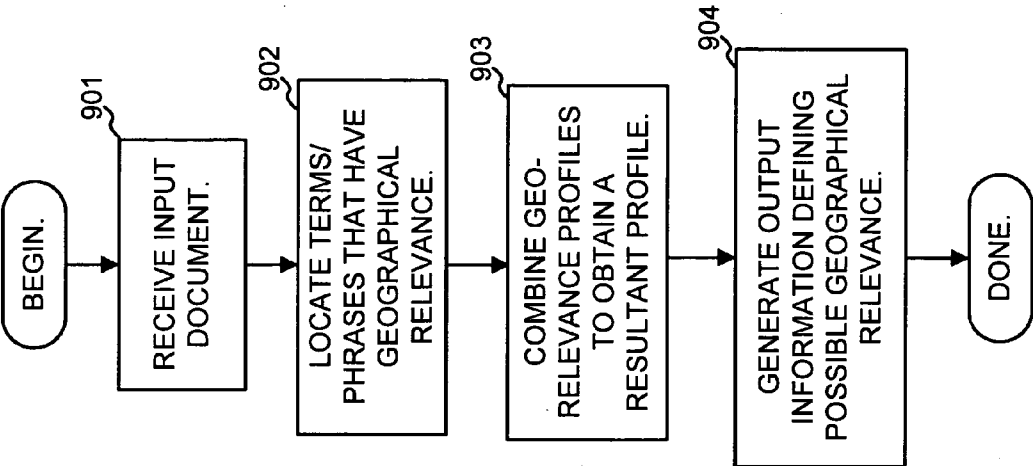 BEGIN.
901
RECEIVE INPUT
DOCUMENT.
902
LOCATE TERMS/
PHRASES THAT HAVE
GEOGRAPHICAL
RELEVANCE.
903
COMBINE GEO-
RELEVANCE PROFILES
TO OBTAIN A
RESULTANT PROFILE.
904
GENERATE OUTPUT
INFORMATION DEFINING
POSSIBLE GEOGRAPHICAL
RELEVANCE.
DONE.